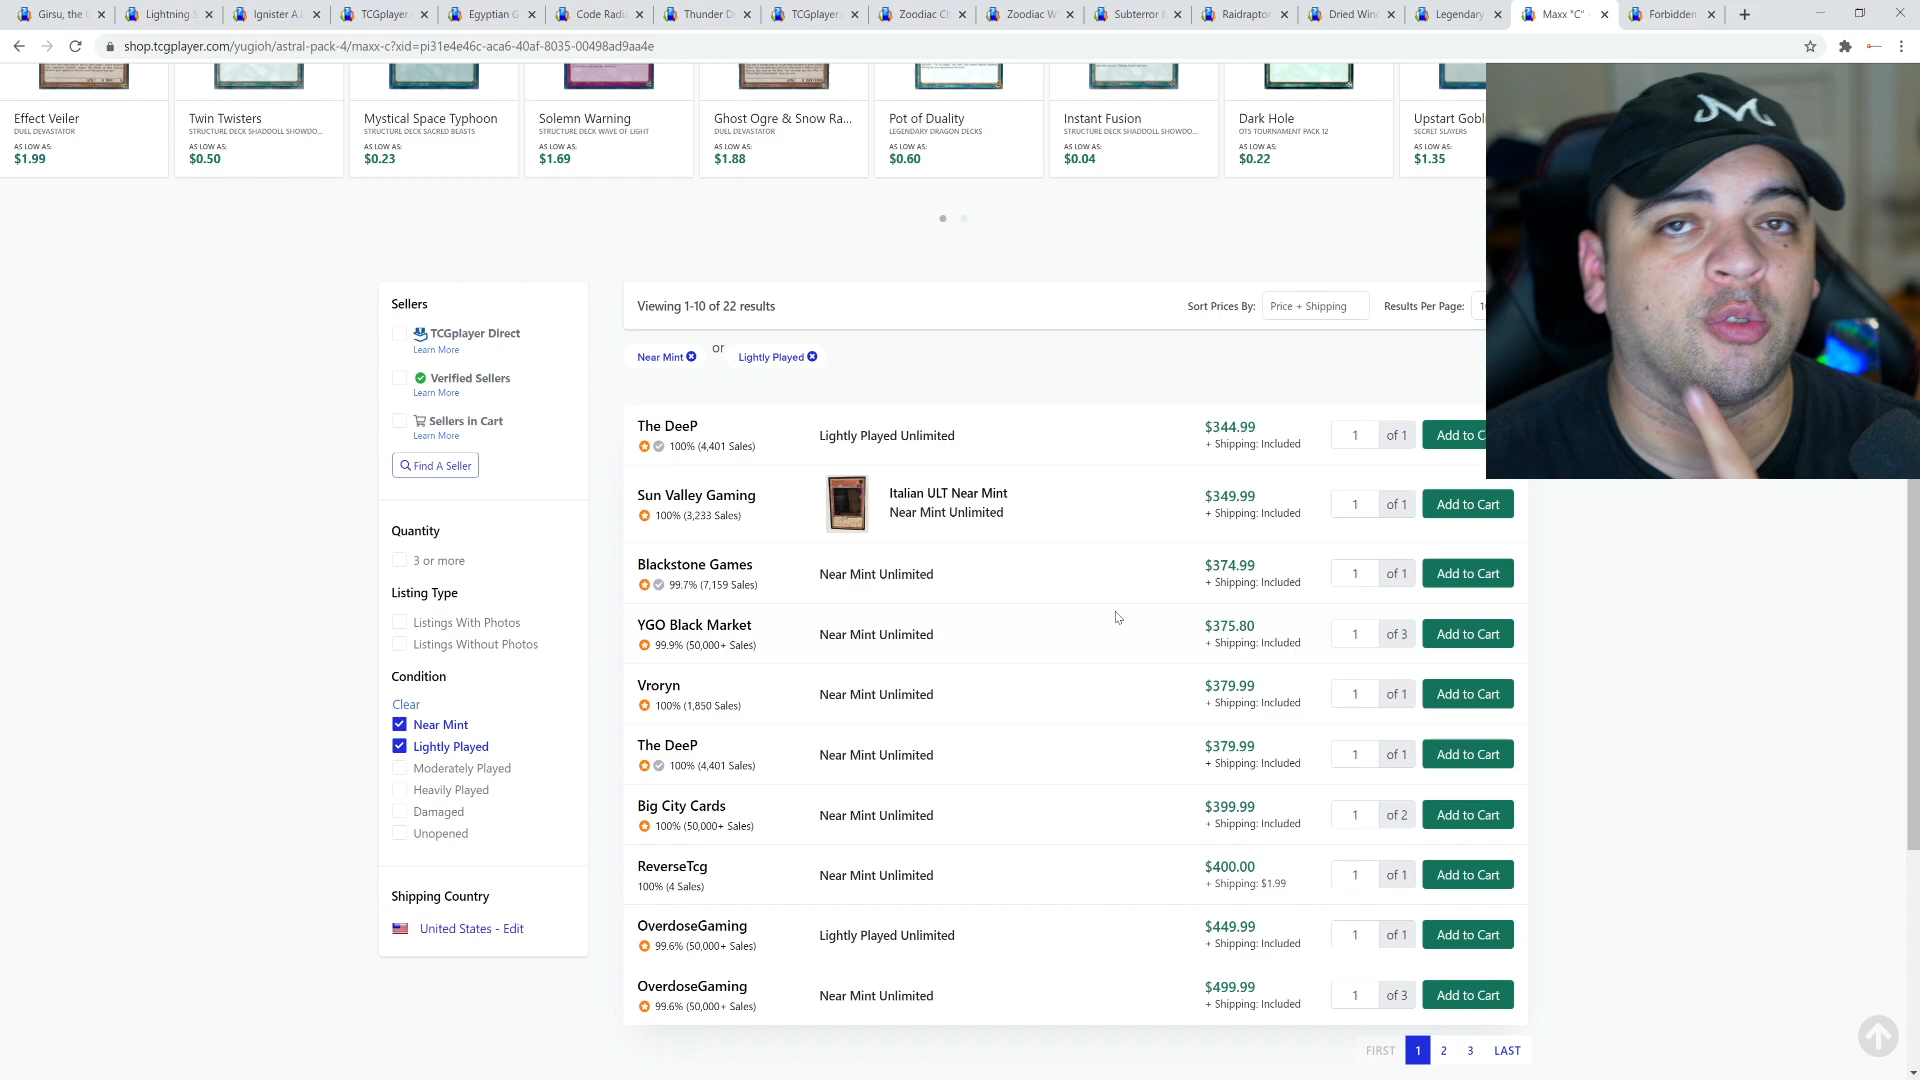 Girsu, the
Lightning
Ignister A.I
TCGplayer
Egyptian G
Code Radi
Thunder D
TCGplayer
Zoodiac
Zoodiac W
Subterror
Raidraptor
Dried Win
Legendary
Maxx "C" -
Forbidden
shop.tcgplayer.com/yugioh/astral-pack-4/maxx-c?xid=pi31e4e46c-aca6-40af-8035-00498ad9aa4e
Effect Veiler
DUEL DEVASTATOR
AS LOW AS:
$1.99
Twin Twisters
STRUCTURE DECK SHADDOLL SHOWDO...
AS LOW AS:
$0.50
Mystical Space Typhoon
STRUCTURE DECK SACRED BEASTS
AS LOW AS:
$0.23
Solemn Warning
STRUCTURE DECK WAVE OF LIGHT
AS LOW AS:
$1.69
Ghost Ogre & Snow Ra...
DUEL DEVASTATOR
AS LOW AS:
$1.88
Pot of Duality
LEGENDARY DRAGON DECKS
AS LOW AS:
$0.60
Instant Fusion
STRUCTURE DECK SHADDOLL SHOWDO...
AS LOW AS:
$0.04
Dark Hole
OTS TOURNAMENT PACK 12
AS LOW AS:
$0.22
Upstart Gobl
SECRET SLAYERS
AS LOW AS:
$1.35
Sellers
TCGplayer Direct
Learn More
Verified Sellers
Learn More
Sellers in Cart
Learn More
Find A Seller
Quantity
3 or more
Listing Type
Listings With Photos
Listings Without Photos
Condition
Clear
Near Mint
Lightly Played
Moderately Played
Heavily Played
Damaged
Unopened
Shipping Country
United States - Edit
Viewing 1-10 of 22 results
Sort Prices By:
Price + Shipping
Results Per Page:
Near Mint or Lightly Played
The DeeP
100% (4,401 Sales)
Lightly Played Unlimited
$344.99
+ Shipping: Included
1 of 1
Add to C
Sun Valley Gaming
100% (3,233 Sales)
Italian ULT Near Mint
Near Mint Unlimited
$349.99
+ Shipping: Included
1 of 1
Add to Cart
Blackstone Games
99.7% (7,159 Sales)
Near Mint Unlimited
$374.99
+ Shipping: Included
1 of 1
Add to Cart
YGO Black Market
99.9% (50,000+ Sales)
Near Mint Unlimited
$375.80
+ Shipping: Included
1 of 3
Add to Cart
Vroryn
100% (1,850 Sales)
Near Mint Unlimited
$379.99
+ Shipping: Included
1 of 1
Add to Cart
The DeeP
100% (4,401 Sales)
Near Mint Unlimited
$379.99
+ Shipping: Included
1 of 1
Add to Cart
Big City Cards
100% (50,000+ Sales)
Near Mint Unlimited
$399.99
+ Shipping: Included
1 of 2
Add to Cart
ReverseTcg
100% (4 Sales)
Near Mint Unlimited
$400.00
+ Shipping: $1.99
1 of 1
Add to Cart
OverdoseGaming
99.6% (50,000+ Sales)
Lightly Played Unlimited
$449.99
+ Shipping: Included
1 of 1
Add to Cart
OverdoseGaming
99.6% (50,000+ Sales)
Near Mint Unlimited
$499.99
+ Shipping: Included
1 of 3
Add to Cart
FIRST 1 2 3 LAST